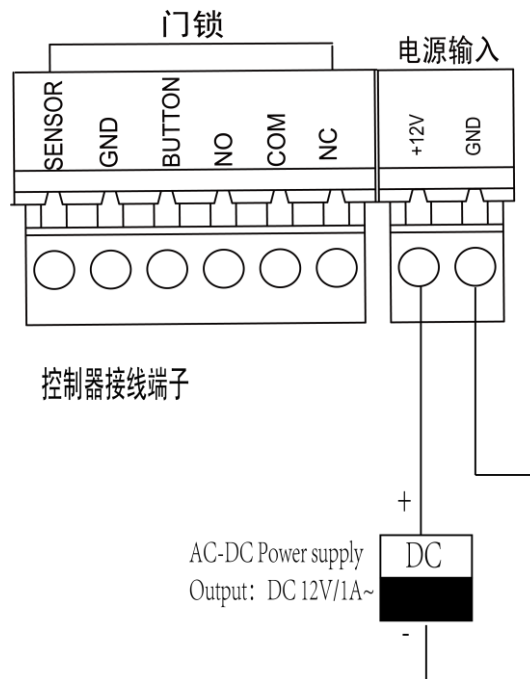 门锁
电源输入
SENSOR
GND
BUTTON
NO
COM
NC
+12V
GND
控制器接线端子
+
AC-DC Power supply
DC
Output: DC 12V/1A~
-